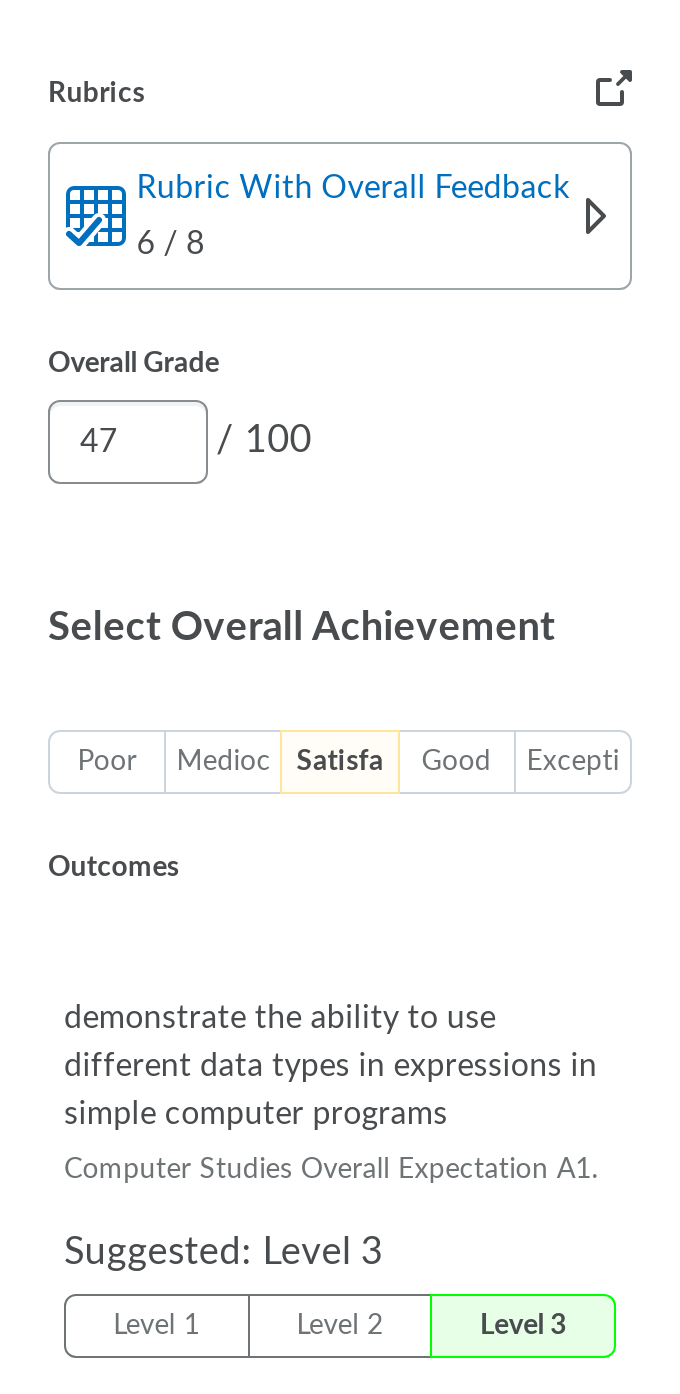 Rubrics
Rubric With Overall Feedback
6 / 8
Overall Grade
47 / 100
Select Overall Achievement
Poor Medioc Satisfa Good Excepti
Outcomes
demonstrate the ability to use
different data types in expressions in
simple computer programs
Computer Studies Overall Expectation A1.
Suggested: Level 3
Level 1 Level 2 Level 3